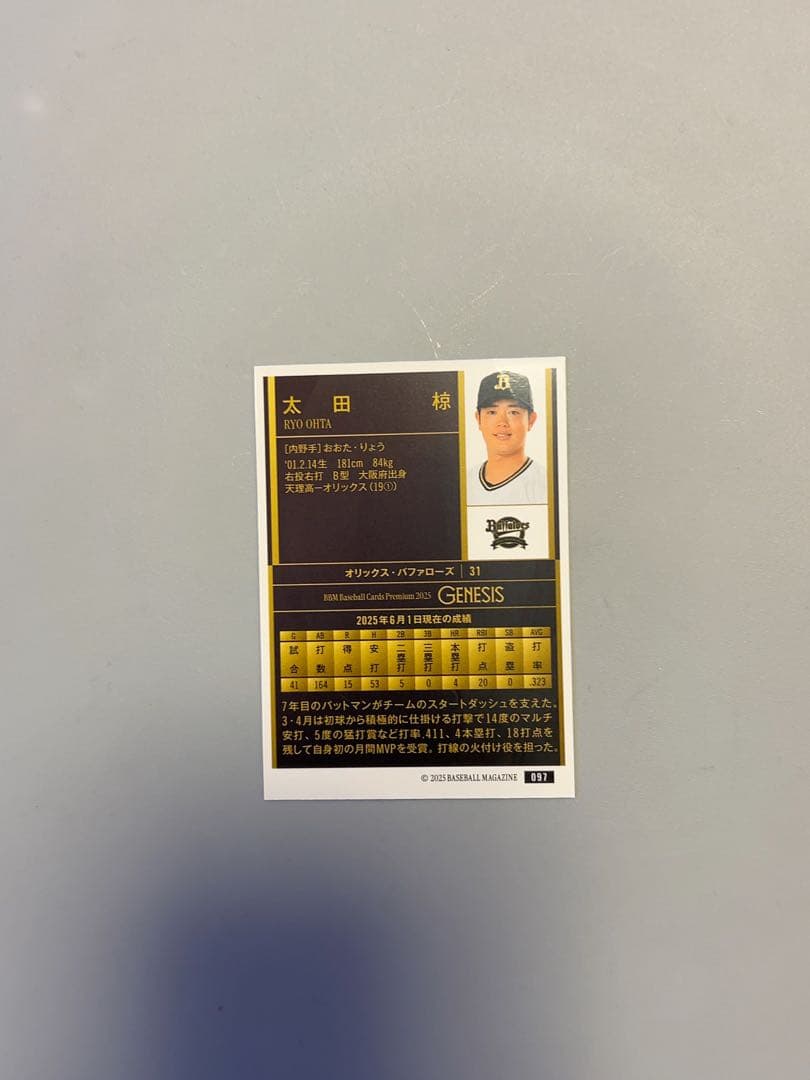 太田 椋
RYO OHTA
[内野手]おおた・りょう
'01.2.14生 181cm 84kg
右投右打 B型 大阪府出身
天理高ーオリックス(19①)
B
Buffaloes
オリックス・バファローズ 31
BBM Baseball Cards Premium 2025 GENESIS
2025年6月1日現在の成績
G AB R H 2B 3B HR RBI SB AVG
試合 打数 得点 安打 二塁打 三塁打 本塁打 打点 盗塁 打率
41 164 15 53 5 0 4 20 0 .323
7年目のバットマンがチームのスタートダッシュを支えた。
3・4月は初球から積極的に仕掛ける打撃で14度のマルチ
安打、5度の猛打賞など打率.411、4本塁打、18打点を
残して自身初の月間MVPを受賞。打線の火付け役を担った。
© 2025 BASEBALL MAGAZINE 097